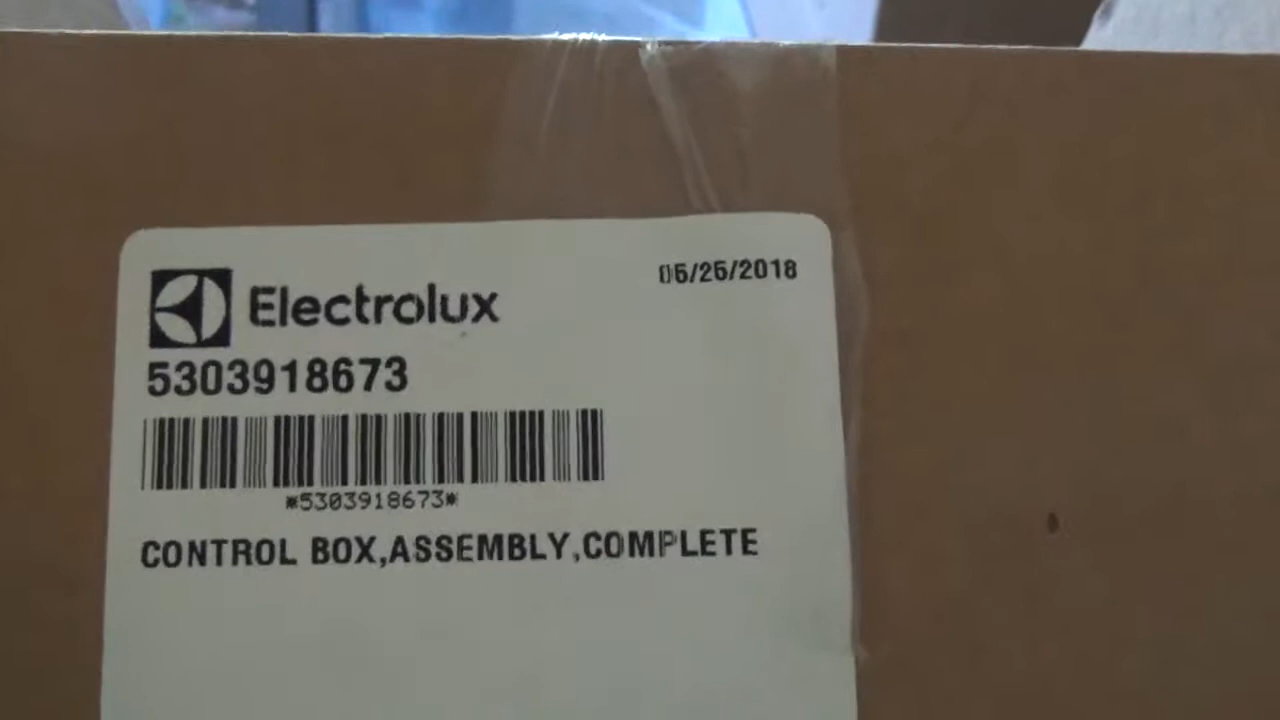 05/25/2018
Electrolux
5303918673
*5303918673*
CONTROL BOX,ASSEMBLY,COMPLETE